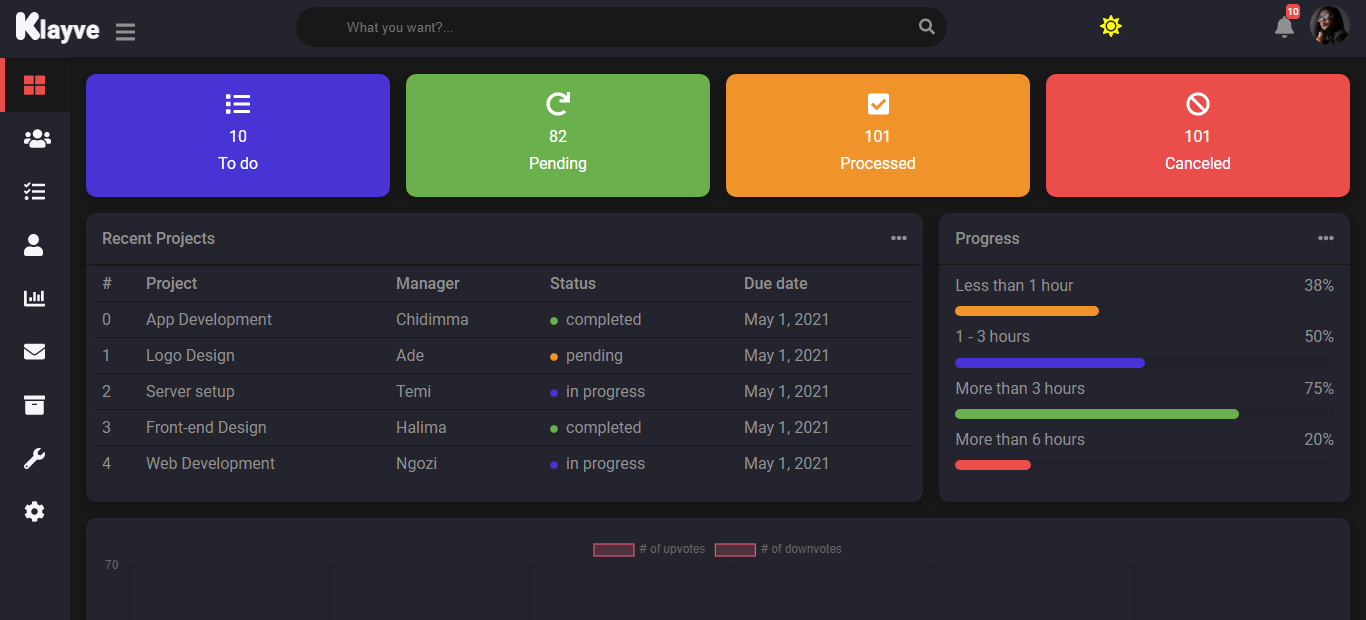 Klayve
What you want?...
10
10
To do
82
Pending
101
Processed
101
Canceled
Recent Projects
# Project Manager Status Due date
0 App Development Chidimma completed May 1, 2021
1 Logo Design Ade pending May 1, 2021
2 Server setup Temi in progress May 1, 2021
3 Front-end Design Halima completed May 1, 2021
4 Web Development Ngozi in progress May 1, 2021
Progress
Less than 1 hour 38%
1 - 3 hours 50%
More than 3 hours 75%
More than 6 hours 20%
# of upvotes # of downvotes
70